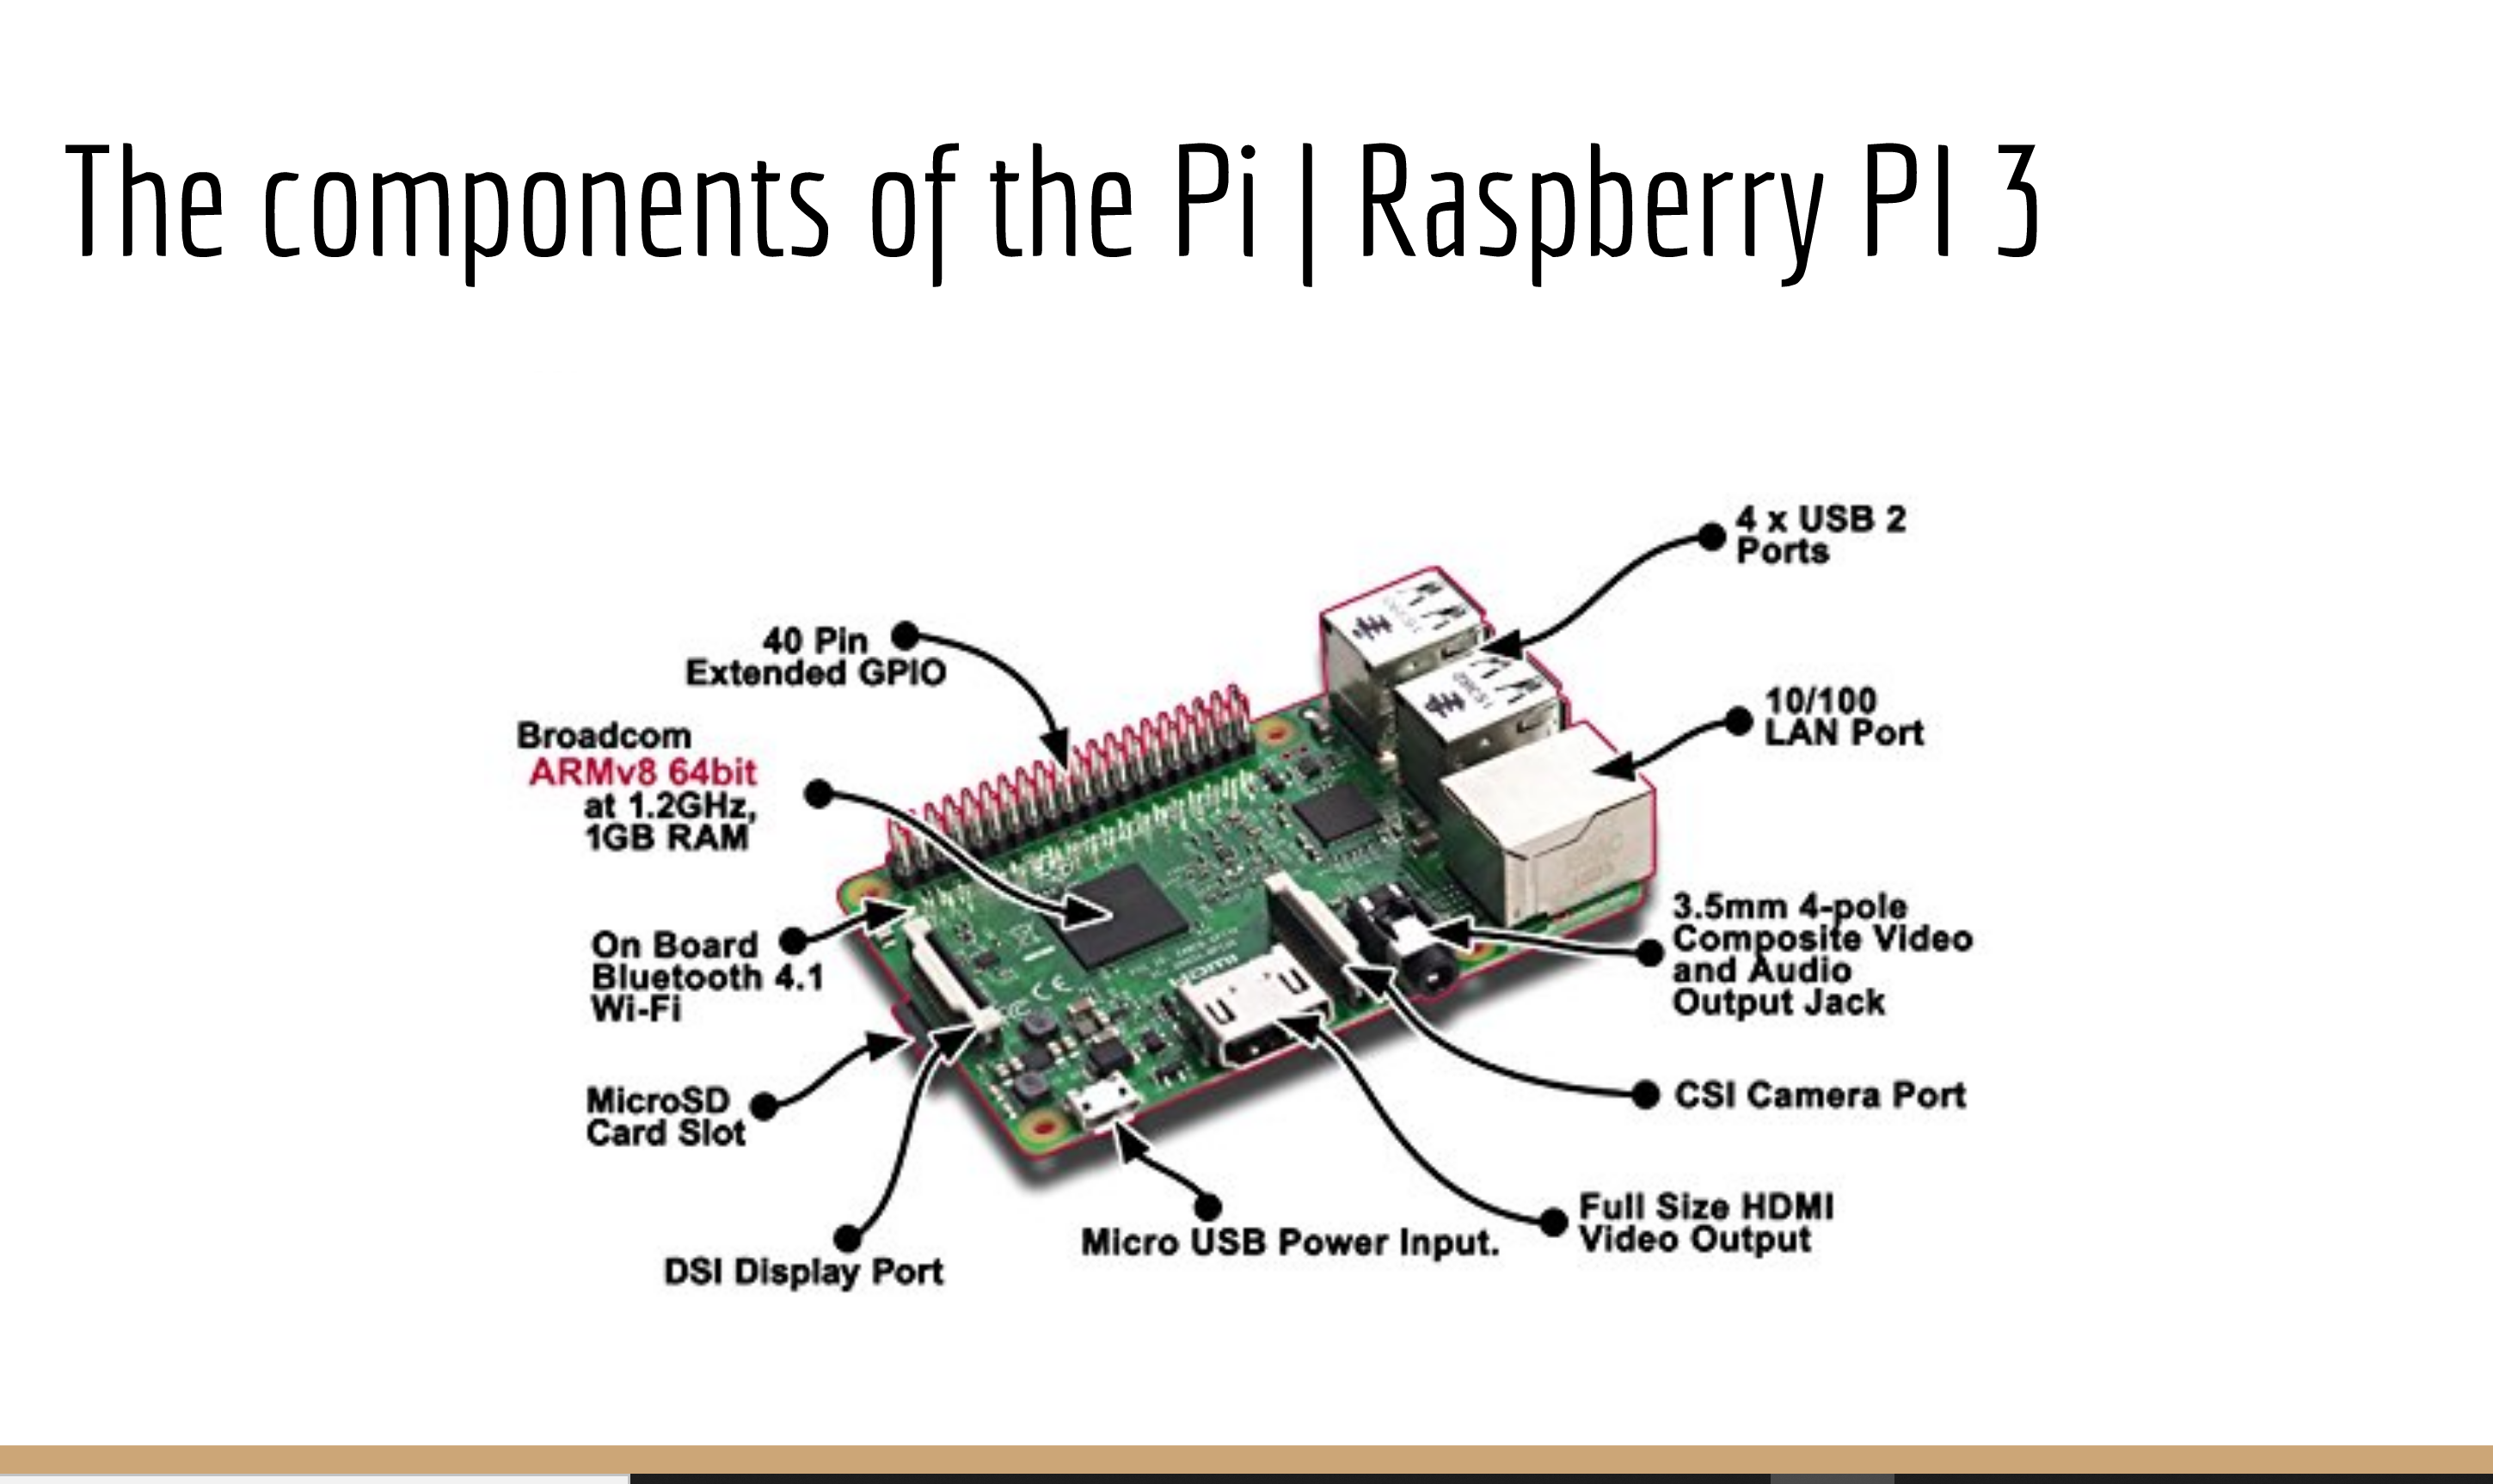 The components of the Pi | Raspberry PI 3
4 x USB 2
Ports
40 Pin
Extended GPIO
10/100
LAN Port
Broadcom
ARMv8 64bit
at 1.2GHz,
1GB RAM
3.5mm 4-pole
Composite Video
and Audio
Output Jack
On Board
Bluetooth 4.1
Wi-Fi
CSI Camera Port
MicroSD
Card Slot
Full Size HDMI
Video Output
Micro USB Power Input.
DSI Display Port